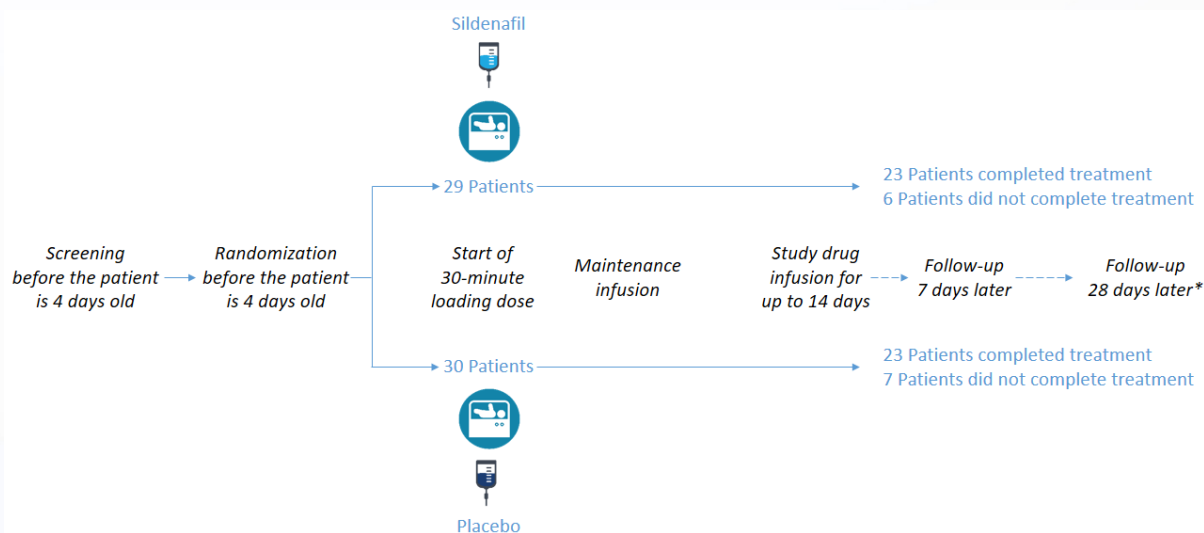 Sildenafil
29 Patients
23 Patients completed treatment
6 Patients did not complete treatment
Screening
before the patient
is 4 days old
Randomization
before the patient
is 4 days old
Start of
30-minute
loading dose
Maintenance
infusion
Study drug
infusion for
up to 14 days
Follow-up
7 days later
Follow-up
28 days later*
30 Patients
23 Patients completed treatment
7 Patients did not complete treatment
Placebo